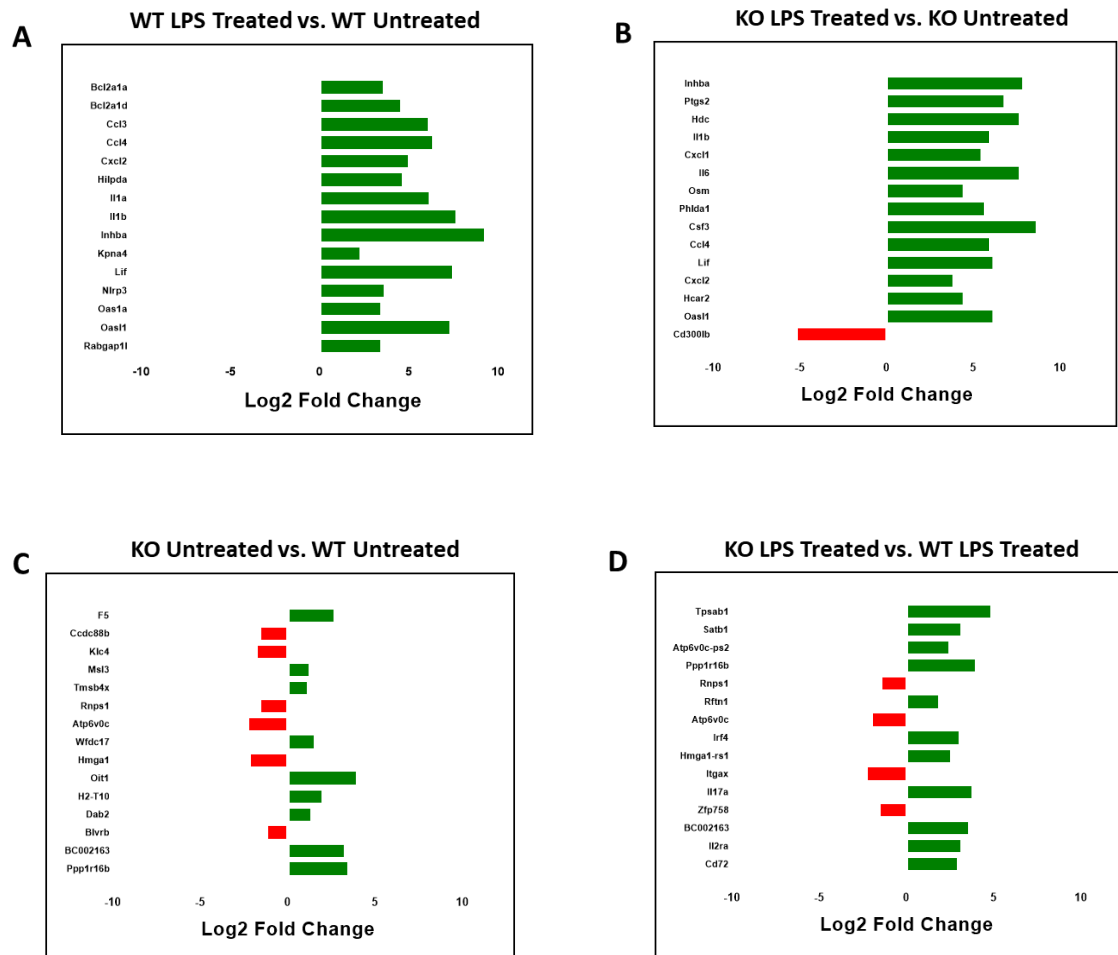 A
WT LPS Treated vs. WT Untreated
Bcl2a1a
Bcl2a1d
Ccl3
Ccl4
Cxcl2
Hilpda
Il1a
Il1b
Inhba
Kpna4
Lif
Nlrp3
Oas1a
Oasl1
Rabgap1l
-10 -5 0 5 10
Log2 Fold Change
B
KO LPS Treated vs. KO Untreated
Inhba
Ptgs2
Hdc
Il1b
Cxcl1
Il6
Osm
Phlda1
Csf3
Ccl4
Lif
Cxcl2
Hcar2
Oasl1
Cd300lb
-10 -5 0 5 10
Log2 Fold Change
C
KO Untreated vs. WT Untreated
F5
Ccdc88b
Klc4
Msl3
Tmsb4x
Rnps1
Atp6v0c
Wfdc17
Hmga1
Oit1
H2-T10
Dab2
Blvrb
BC002163
Ppp1r16b
-10 -5 0 5 10
Log2 Fold Change
D
KO LPS Treated vs. WT LPS Treated
Tpsab1
Satb1
Atp6v0c-ps2
Ppp1r16b
Rnps1
Rftn1
Atp6v0c
Irf4
Hmga1-rs1
Itgax
Il17a
Zfp758
BC002163
Il2ra
Cd72
-10 -5 0 5 10
Log2 Fold Change